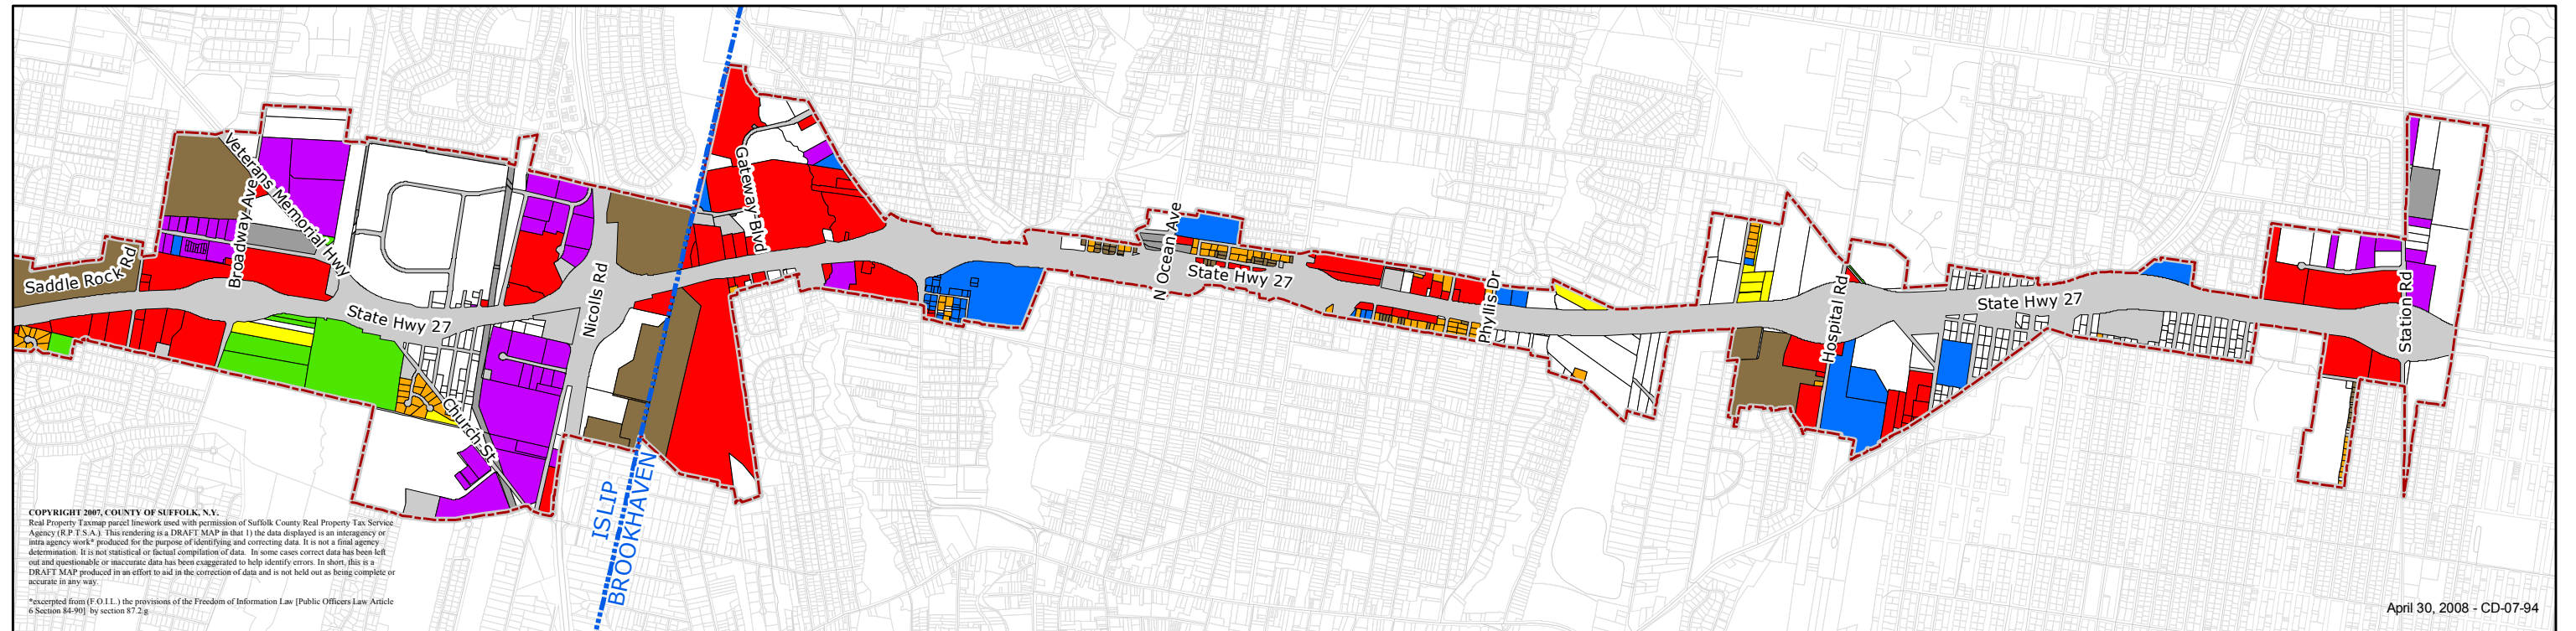 Saddle Rock Rd
Veterans Memorial Hwy
Broadway Ave
State Hwy 27
Church St
Nicolls Rd
Gateway Blvd
ISLIP
BROOKHAVEN
N Ocean Ave
State Hwy 27
Phyllis Dr
Hospital Rd
State Hwy 27
Station Rd
COPYRIGHT 2007, COUNTY OF SUFFOLK, N.Y.
Real Property Taxmap parcel linework used with permission of Suffolk County Real Property Tax Service
Agency (R.P.T.S.A.). This rendering is a DRAFT MAP in that 1) the data displayed is an interagency or
intra agency work* produced for the purpose of identifying and correcting data. It is not a final agency
determination. It is not statistical or factual compilation of data. In some cases correct data has been left
out and questionable or inaccurate data has been exaggerated to help identify errors. In short, this is a
DRAFT MAP produced in an effort to aid in the correction of data and is not held out as being complete or
accurate in any way.
*excerpted from (F.O.I.L.) the provisions of the Freedom of Information Law [Public Officers Law Article
6 Section 84-90] by section 87.2.g
April 30, 2008 - CD-07-94